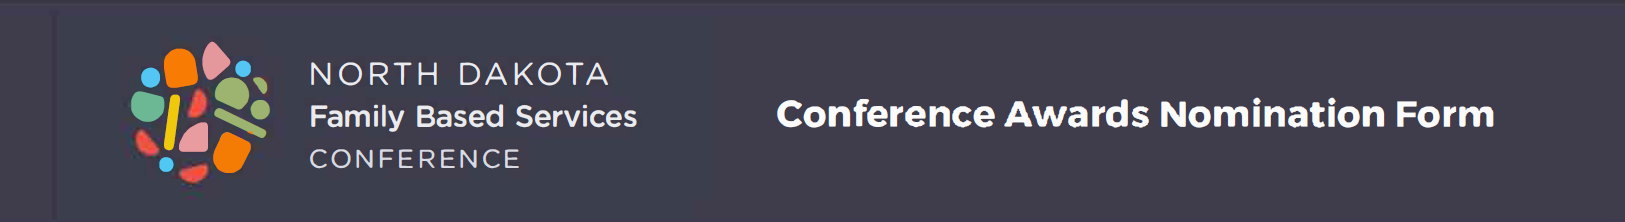 NORTH DAKOTA
Family Based Services
CONFERENCE
Conference Awards Nomination Form